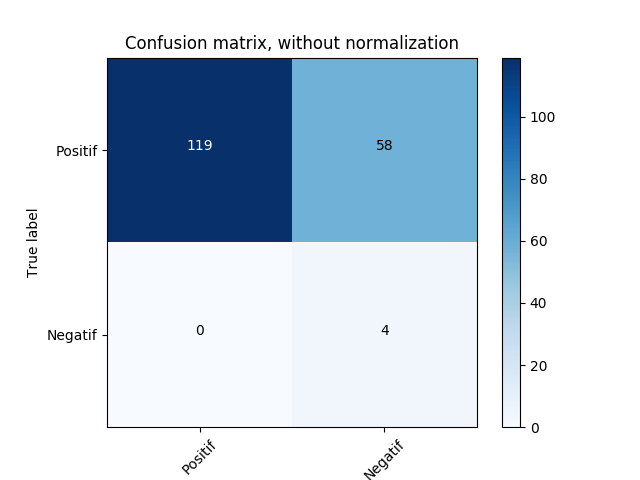 Confusion matrix, without normalization
True label
Positif
119
58
Negatif
0
4
Positif
Negatif
100
80
60
40
20
0